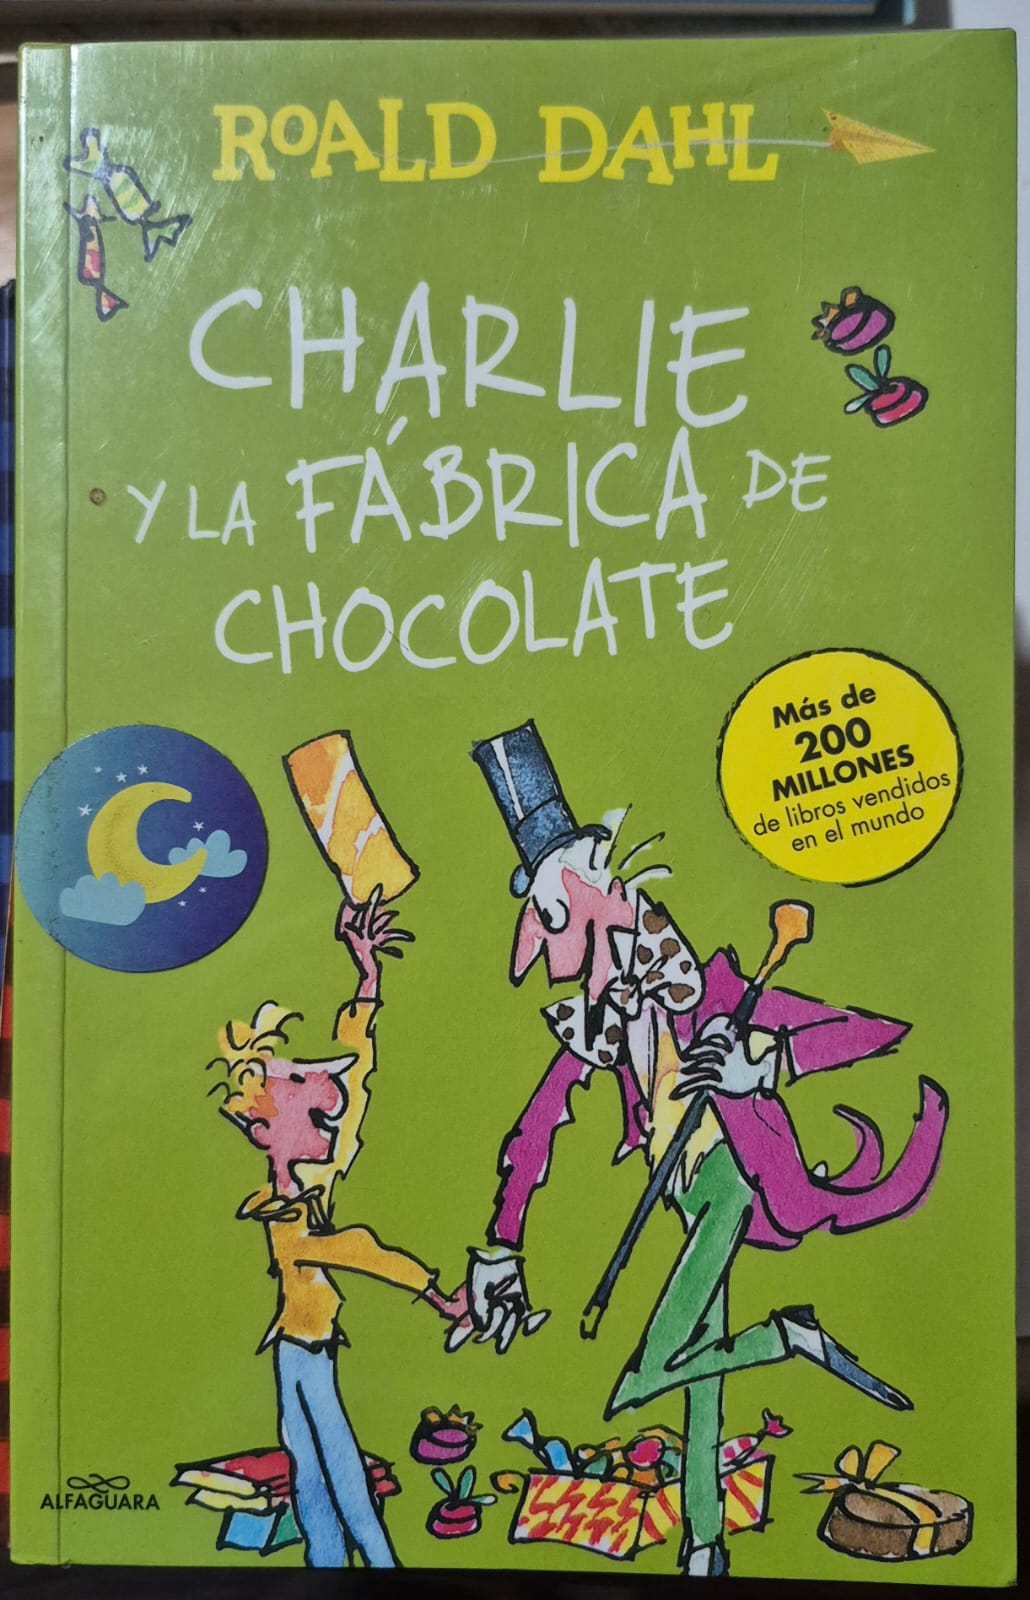 ROALD DAHL
CHARLIE
Y LA FÁBRICA DE
CHOCOLATE
Más de
200
MILLONES
de libros vendidos
en el mundo
ALFAGUARA